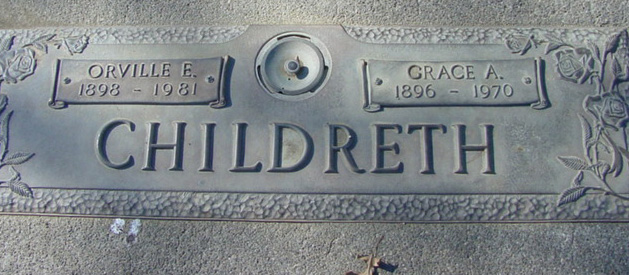 ORVILLE E.
1898 - 1981
GRACE A.
1896 - 1970
CHILDRETH